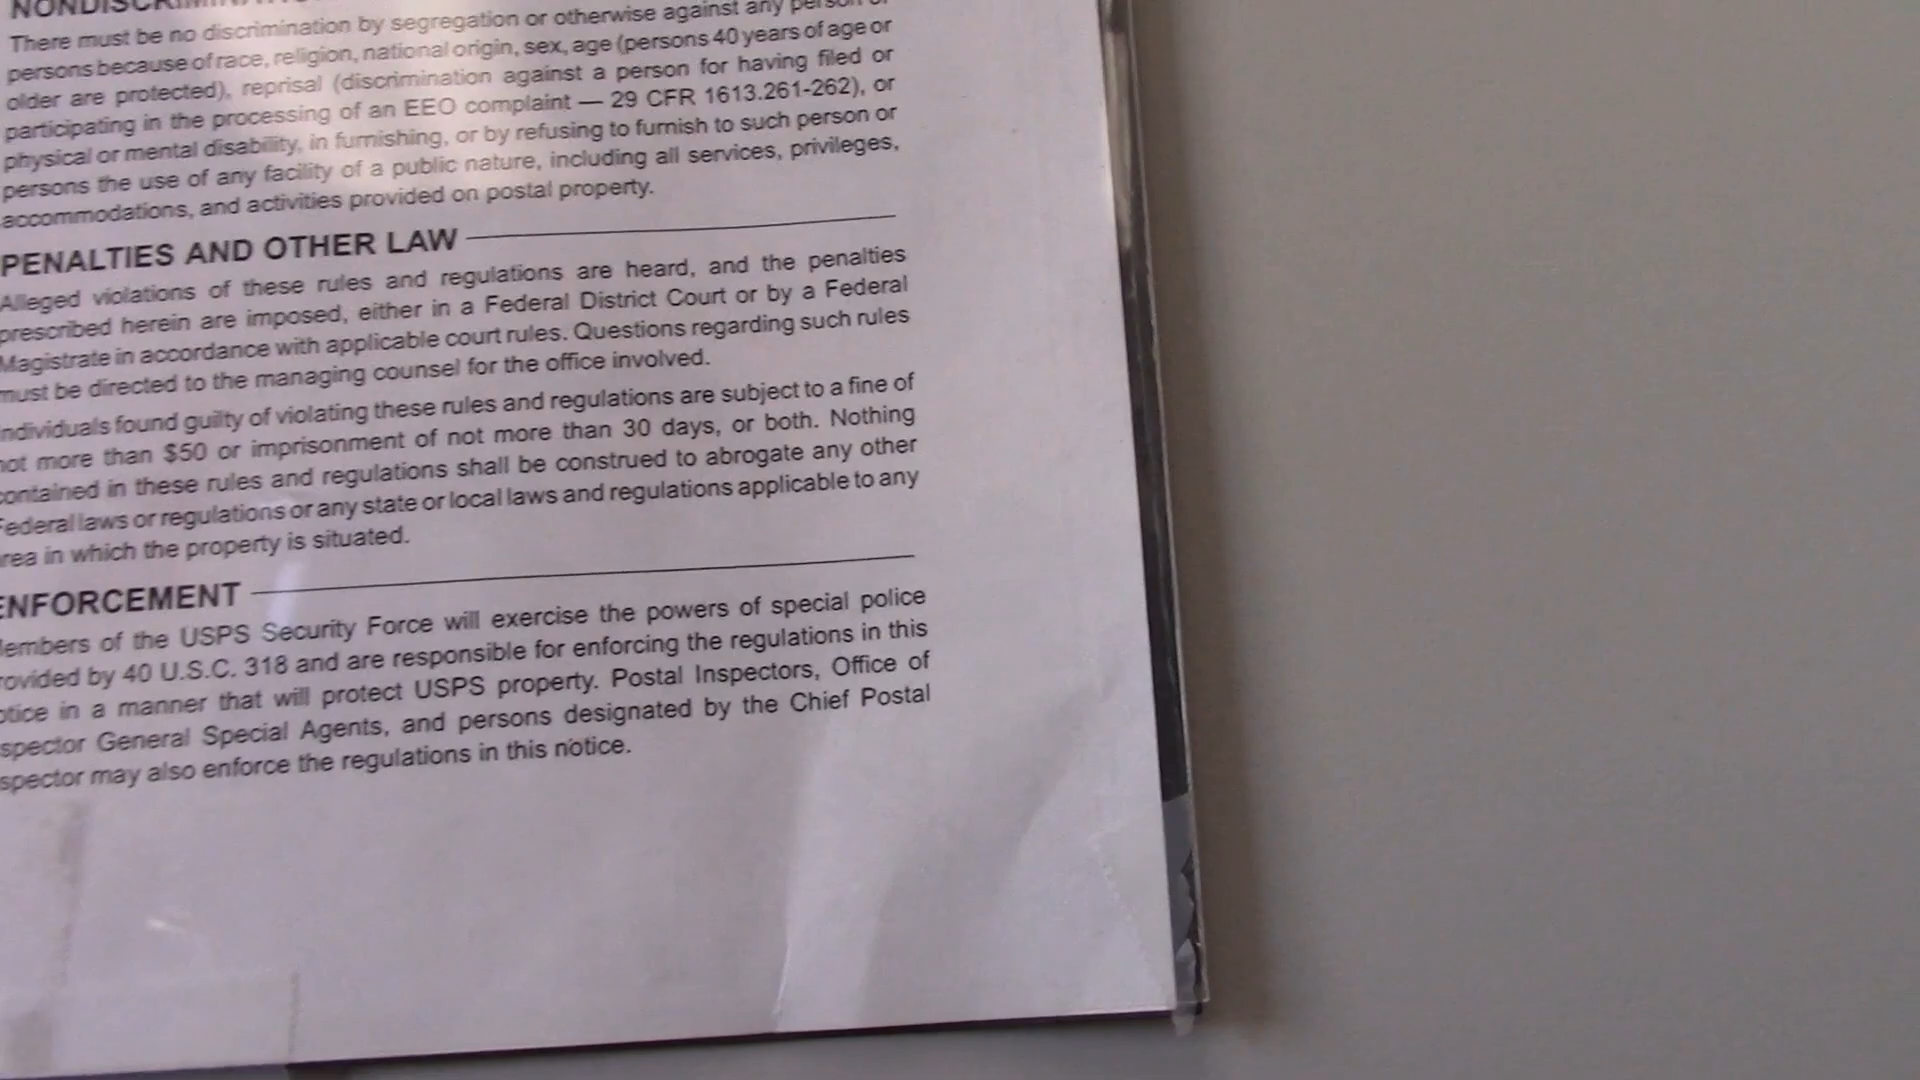 NONDISCRIMINATION
There must be no discrimination by segregation or otherwise against any person or
persons because of race, religion, national origin, sex, age (persons 40 years of age or
older are protected), reprisal (discrimination against a person for having filed or
participating in the processing of an EEO complaint — 29 CFR 1613.261-262), or
physical or mental disability, in furnishing, or by refusing to furnish to such person or
persons the use of any facility of a public nature, including all services, privileges,
accommodations, and activities provided on postal property.
PENALTIES AND OTHER LAW
Alleged violations of these rules and regulations are heard, and the penalties
prescribed herein are imposed, either in a Federal District Court or by a Federal
Magistrate in accordance with applicable court rules. Questions regarding such rules
must be directed to the managing counsel for the office involved.
ndividuals found guilty of violating these rules and regulations are subject to a fine of
not more than $50 or imprisonment of not more than 30 days, or both. Nothing
contained in these rules and regulations shall be construed to abrogate any other
Federal laws or regulations or any state or local laws and regulations applicable to any
rea in which the property is situated.
ENFORCEMENT
embers of the USPS Security Force will exercise the powers of special police
rovided by 40 U.S.C. 318 and are responsible for enforcing the regulations in this
otice in a manner that will protect USPS property. Postal Inspectors, Office of
spector General Special Agents, and persons designated by the Chief Postal
spector may also enforce the regulations in this notice.